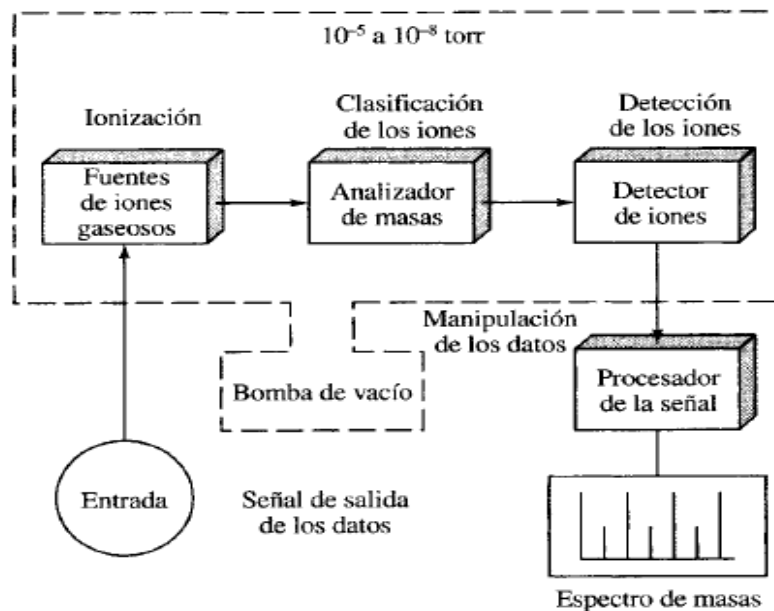 10⁻⁵ a 10⁻⁸ torr
Ionización
Clasificación
de los iones
Detección
de los iones
Fuentes
de iones
gaseosos
Analizador
de masas
Detector
de iones
Manipulación
de los datos
Bomba de vacío
Procesador
de la señal
Entrada
Señal de salida
de los datos
Espectro de masas